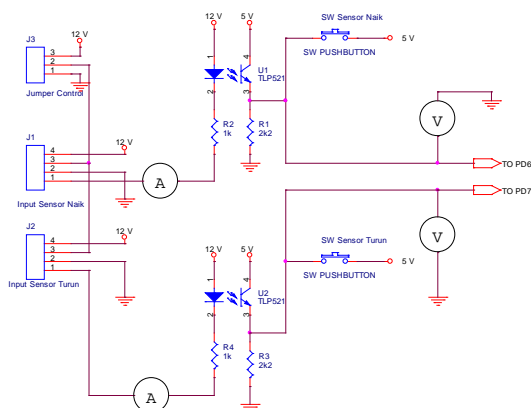 12 V
5 V
SW Sensor Naik
J3
12 V
3
2
1
Jumper Control
1
4
U1
TLP521
SW PUSHBUTTON
5 V
2
3
V
R2
1k
R1
2k2
J1
4
3
2
1
12 V
Input Sensor Naik
A
TO PD6
TO PD7
J2
4
3
2
1
12 V
Input Sensor Turun
12 V
5 V
SW Sensor Turun
V
SW PUSHBUTTON
5 V
1
4
U2
TLP521
2
3
R4
1k
R3
2k2
A